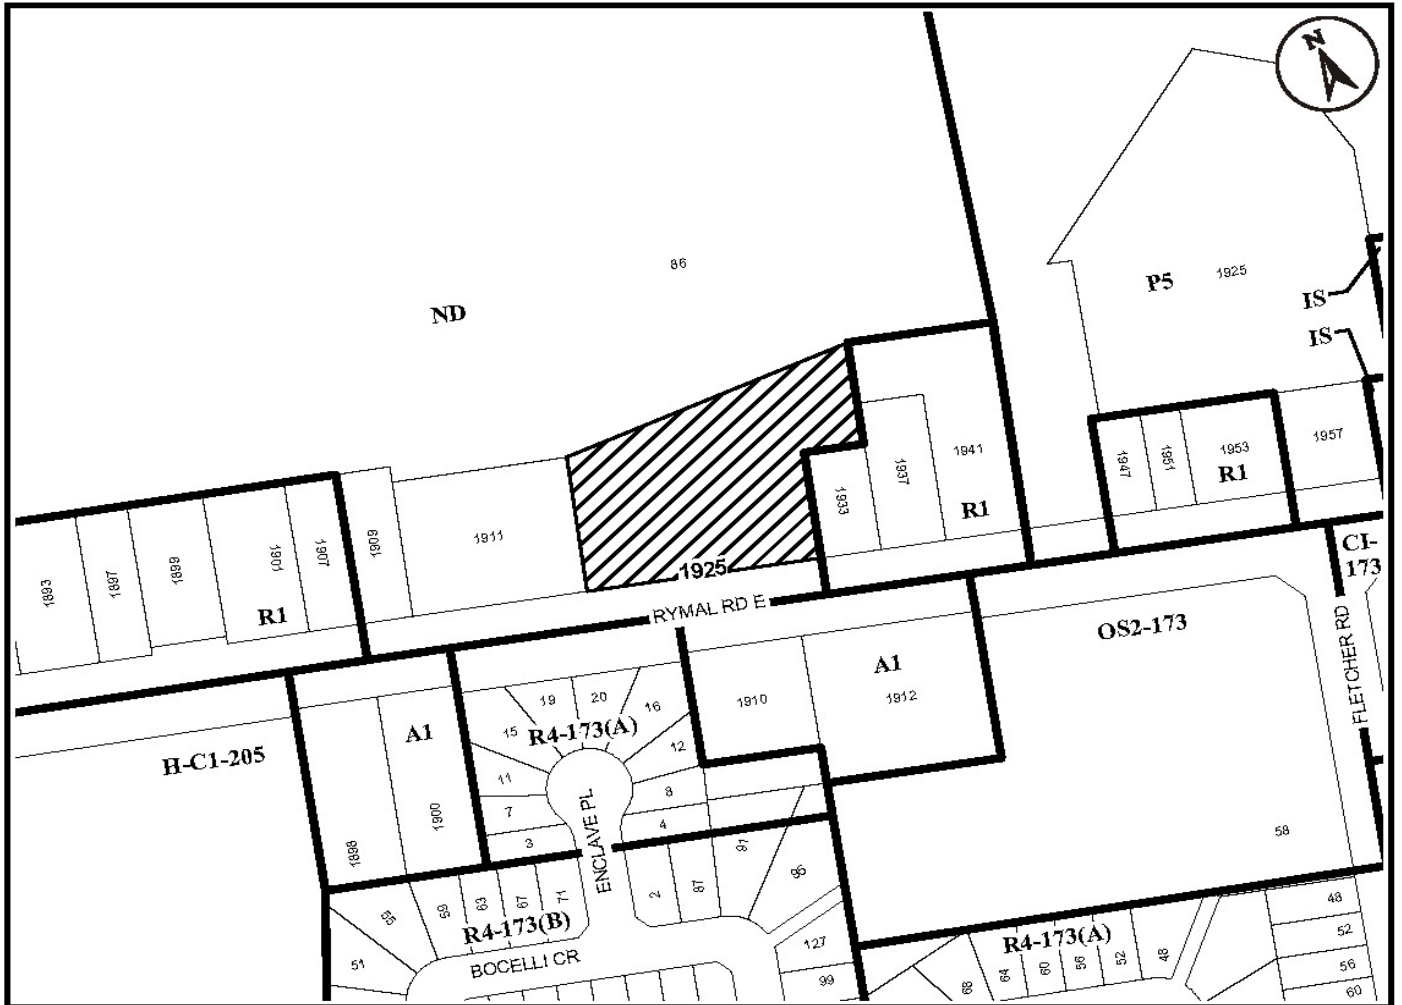 N
86
P5
1925
ND
IS
IS
1941
1937
1933
R1
1947
1951
1953
R1
1957
1911
1909
1907
1901
1899
1897
1893
R1
1925
RYMAL RD E
CI-
173
OS2-173
FLETCHER RD
A1
1910
1912
19
20
16
15
R4-173(A)
12
11
8
7
4
3
ENCLAVE PL
A1
H-C1-205
1900
1898
58
91
95
87
2
71
67
63
59
55
R4-173(B)
51
BOCELLI CR
127
99
R4-173(A)
68
64
60
56
52
48
48
52
56
60